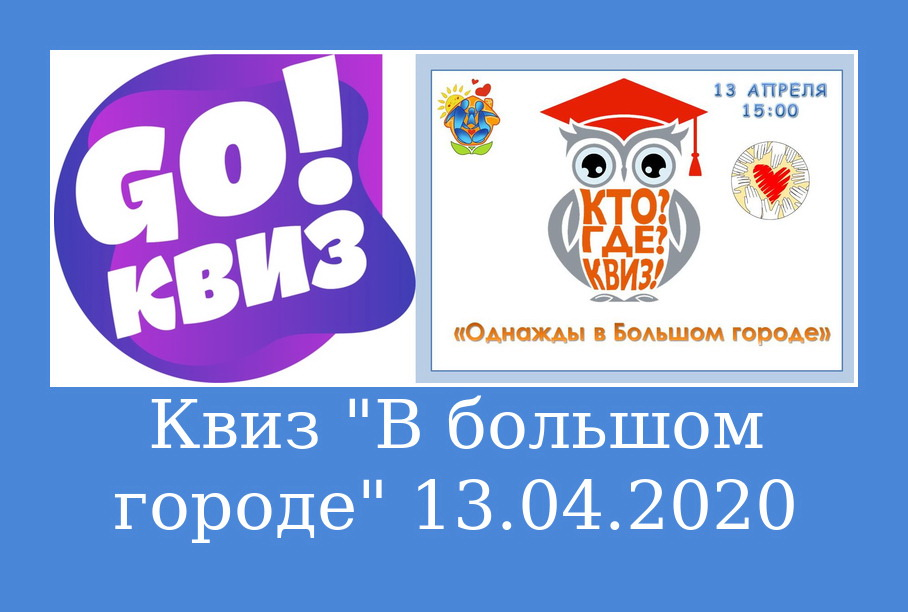 GO!
КВИЗ
13 АПРЕЛЯ
15:00
КТО?
ГДЕ?
КВИЗ!
«Однажды в Большом городе»
Квиз "В большом
городе" 13.04.2020